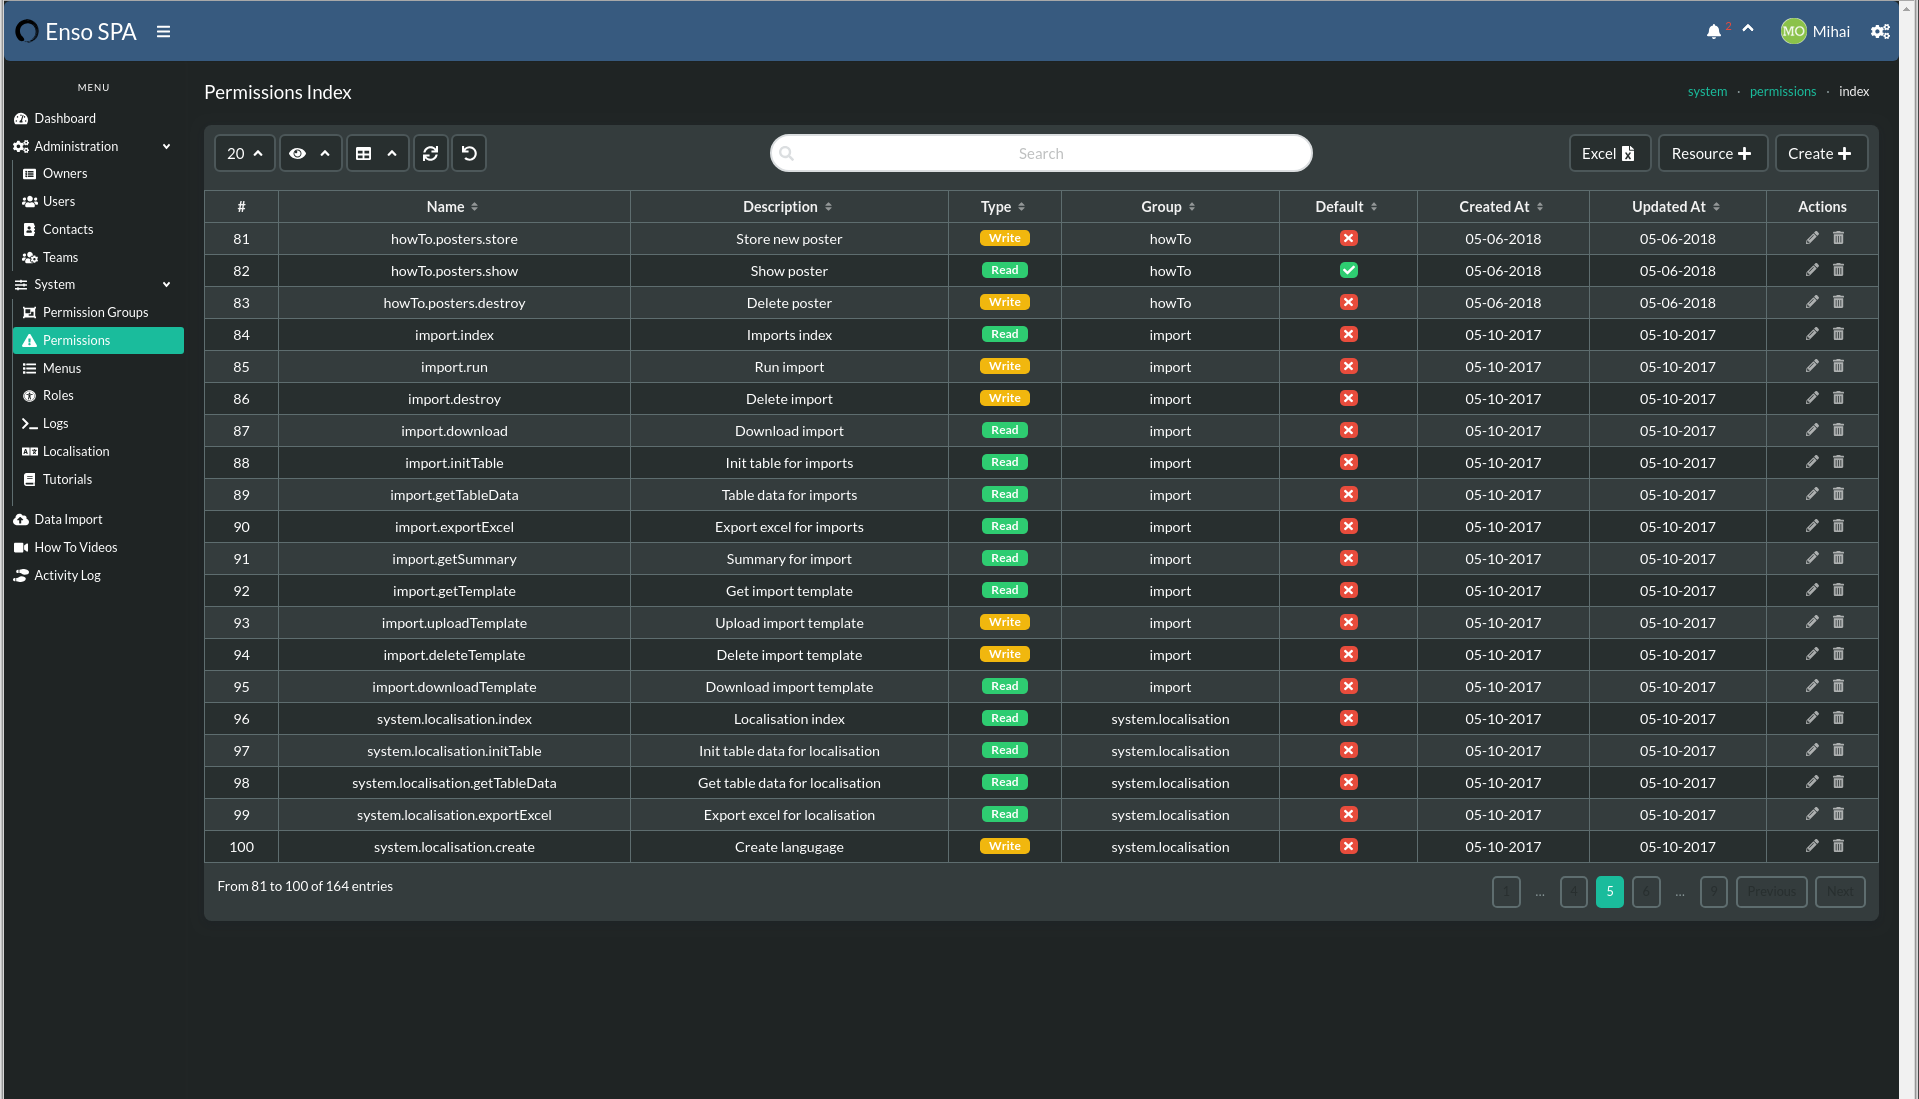 Enso SPA
2
MO Mihai
MENU
Dashboard
Administration
Owners
Users
Contacts
Teams
System
Permission Groups
Permissions
Menus
Roles
Logs
Localisation
Tutorials
Data Import
How To Videos
Activity Log
Permissions Index
system · permissions · index
20
Search
Excel Resource Create
# Name Description Type Group Default Created At Updated At Actions
81 howTo.posters.store Store new poster Write howTo 05-06-2018 05-06-2018
82 howTo.posters.show Show poster Read howTo 05-06-2018 05-06-2018
83 howTo.posters.destroy Delete poster Write howTo 05-06-2018 05-06-2018
84 import.index Imports index Read import 05-10-2017 05-10-2017
85 import.run Run import Write import 05-10-2017 05-10-2017
86 import.destroy Delete import Write import 05-10-2017 05-10-2017
87 import.download Download import Read import 05-10-2017 05-10-2017
88 import.initTable Init table for imports Read import 05-10-2017 05-10-2017
89 import.getTableData Table data for imports Read import 05-10-2017 05-10-2017
90 import.exportExcel Export excel for imports Read import 05-10-2017 05-10-2017
91 import.getSummary Summary for import Read import 05-10-2017 05-10-2017
92 import.getTemplate Get import template Read import 05-10-2017 05-10-2017
93 import.uploadTemplate Upload import template Write import 05-10-2017 05-10-2017
94 import.deleteTemplate Delete import template Write import 05-10-2017 05-10-2017
95 import.downloadTemplate Download import template Read import 05-10-2017 05-10-2017
96 system.localisation.index Localisation index Read system.localisation 05-10-2017 05-10-2017
97 system.localisation.initTable Init table data for localisation Read system.localisation 05-10-2017 05-10-2017
98 system.localisation.getTableData Get table data for localisation Read system.localisation 05-10-2017 05-10-2017
99 system.localisation.exportExcel Export excel for localisation Read system.localisation 05-10-2017 05-10-2017
100 system.localisation.create Create langugage Write system.localisation 05-10-2017 05-10-2017
From 81 to 100 of 164 entries
1 ... 4 5 6 ... 9 Previous Next